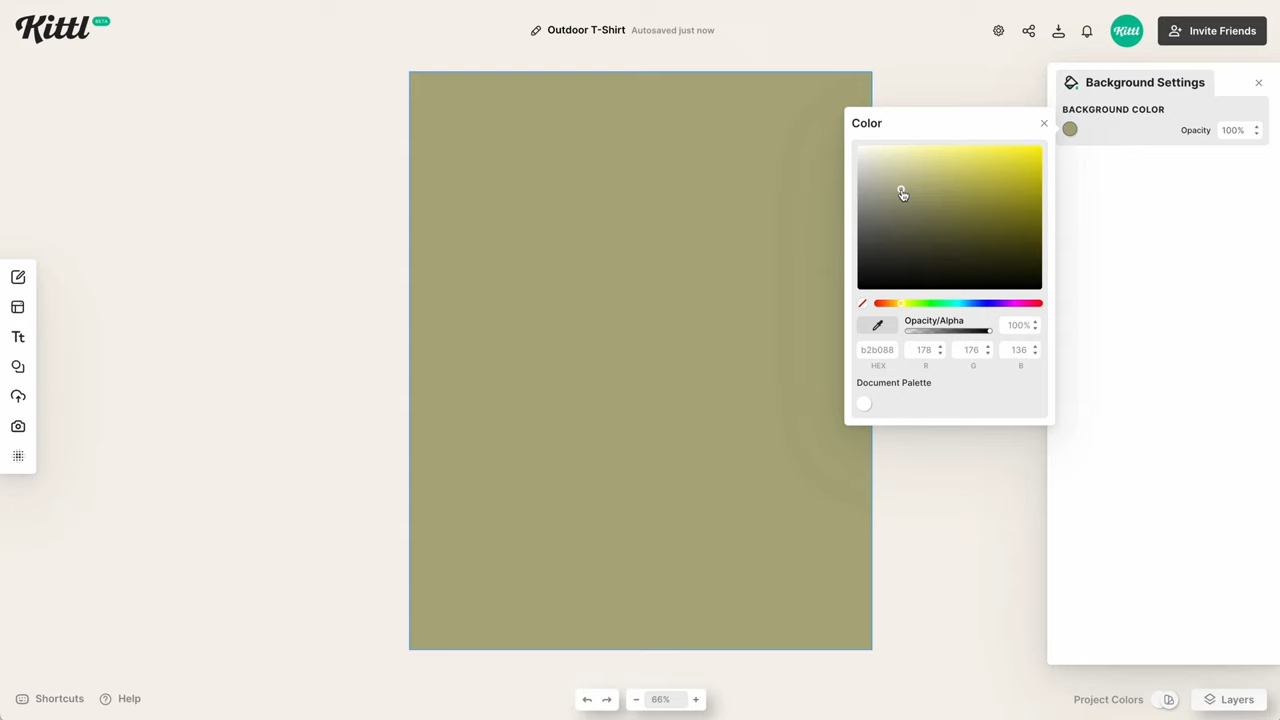 Kittl BETA
Outdoor T-Shirt Autosaved just now
Kittl
Invite Friends
Background Settings
BACKGROUND COLOR
Opacity 100%
Color
Opacity/Alpha
100%
b2b088 178 176 136
HEX R G B
Document Palette
Tt
Shortcuts Help
66%
Project Colors
Layers